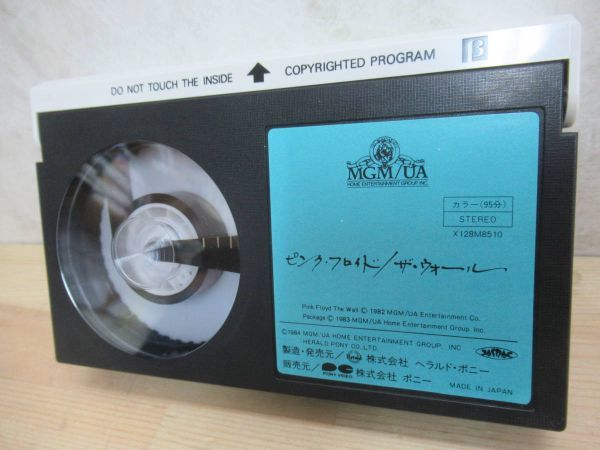 DO NOT TOUCH THE INSIDE COPYRIGHTED PROGRAM β
MGM/UA
HOME ENTERTAINMENT GROUP INC.
カラー(95分)
STEREO
X128M8510
ピンク・フロイド/ザ・ウォール
Pink Floyd The Wall © 1982 MGM/UA Entertainment Co.
Package © 1983 MGM/UA Home Entertainment Group. Inc.
©1984 MGM/UA HOME ENTERTAINMENT GROUP. INC
HERALD PONY CO., LTD.
JASRAC
製造・発売元/ 株式会社 ヘラルド・ポニー
販売元/ PONY VIDEO 株式会社 ポニー
MADE IN JAPAN